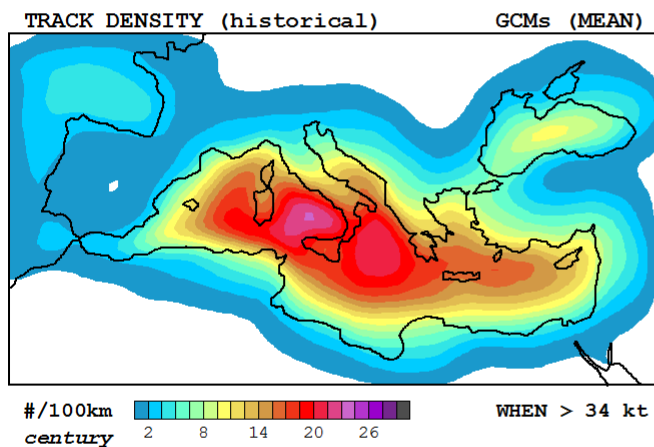 TRACK DENSITY (historical) GCMs (MEAN)
#/100km 2 8 14 20 26 WHEN > 34 kt
century